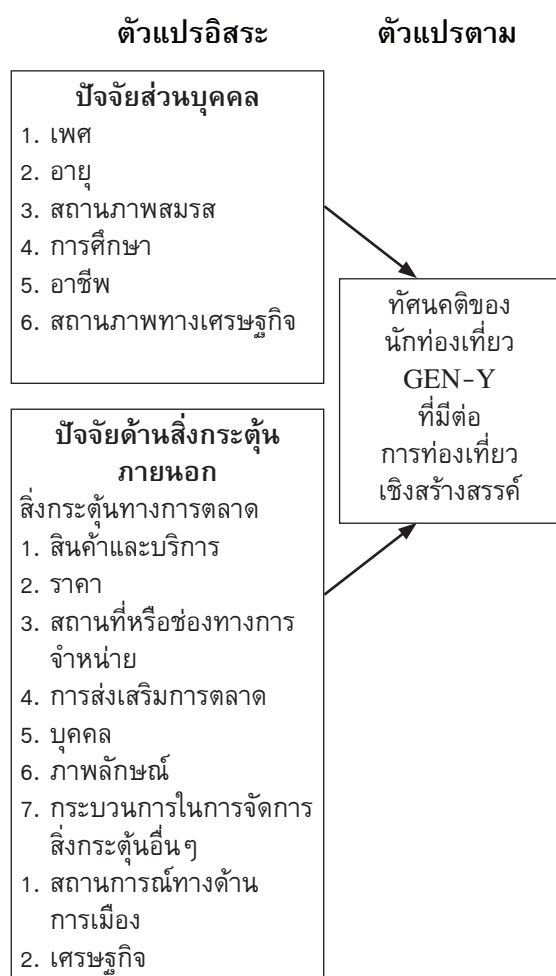 ตัวแปรอิสระ
ตัวแปรตาม
ปัจจัยส่วนบุคคล
1. เพศ
2. อายุ
3. สถานภาพสมรส
4. การศึกษา
5. อาชีพ
6. สถานภาพทางเศรษฐกิจ
ปัจจัยด้านสิ่งกระตุ้น
ภายนอก
สิ่งกระตุ้นทางการตลาด
1. สินค้าและบริการ
2. ราคา
3. สถานที่หรือช่องทางการ
จำหน่าย
4. การส่งเสริมการตลาด
5. บุคคล
6. ภาพลักษณ์
7. กระบวนการในการจัดการ
สิ่งกระตุ้นอื่นๆ
1. สถานการณ์ทางด้าน
การเมือง
2. เศรษฐกิจ
ทัศนคติของ
นักท่องเที่ยว
GEN-Y
ที่มีต่อ
การท่องเที่ยว
เชิงสร้างสรรค์